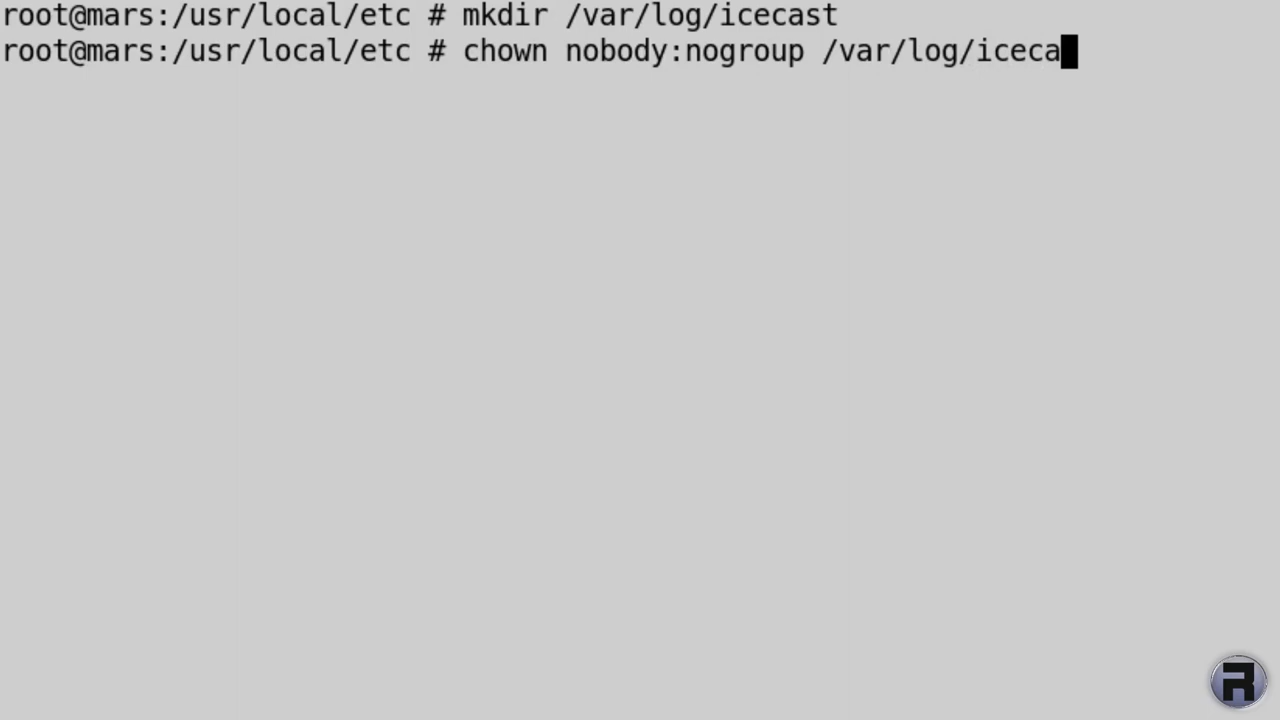 root@mars:/usr/local/etc # mkdir /var/log/icecast
root@mars:/usr/local/etc # chown nobody:nogroup /var/log/iceca
R